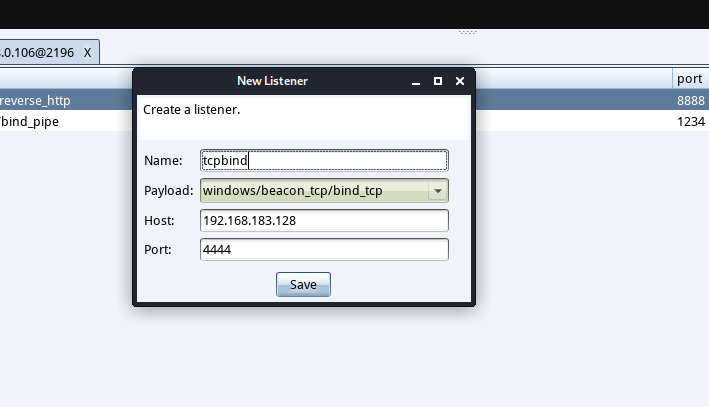 .0.106@2196 X
New Listener
port
reverse_http 8888
/bind_pipe 1234
Create a listener.
Name: tcpbind
Payload: windows/beacon_tcp/bind_tcp
Host: 192.168.183.128
Port: 4444
Save